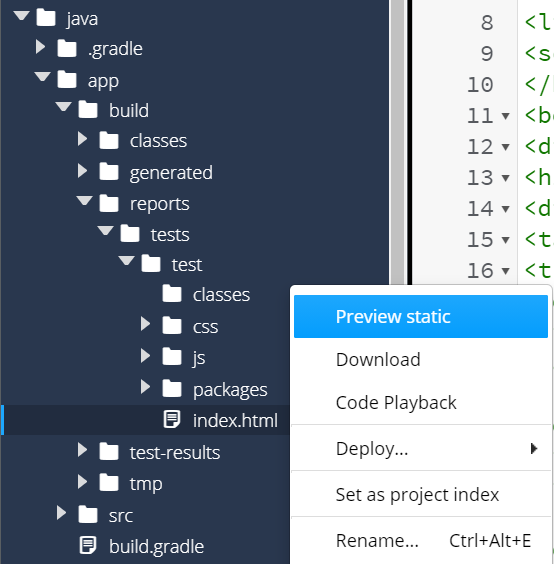 java
.gradle
app
build
classes
generated
reports
tests
test
classes
css
js
packages
index.html
test-results
tmp
src
build.gradle
8 <l
9 <s
10 </
11 <b
12 <d
13 <h
14 <d
15 <t
16 <t
Preview static
Download
Code Playback
Deploy...
Set as project index
Rename... Ctrl+Alt+E